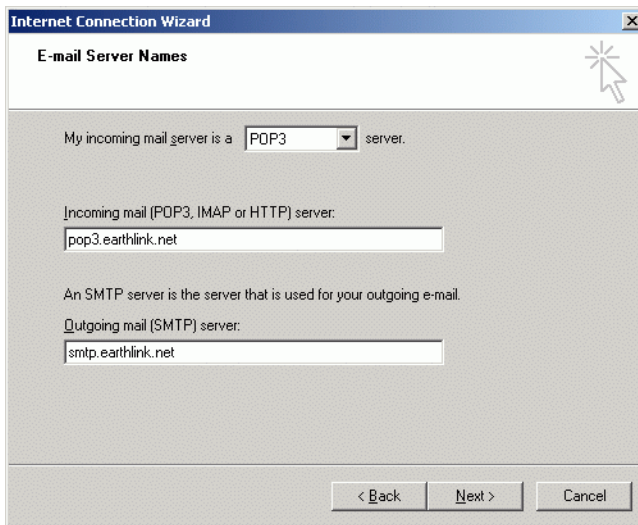 Internet Connection Wizard
E-mail Server Names
My incoming mail server is a POP3 server.
Incoming mail (POP3, IMAP or HTTP) server:
pop3.earthlink.net
An SMTP server is the server that is used for your outgoing e-mail.
Outgoing mail (SMTP) server:
smtp.earthlink.net
< Back Next > Cancel